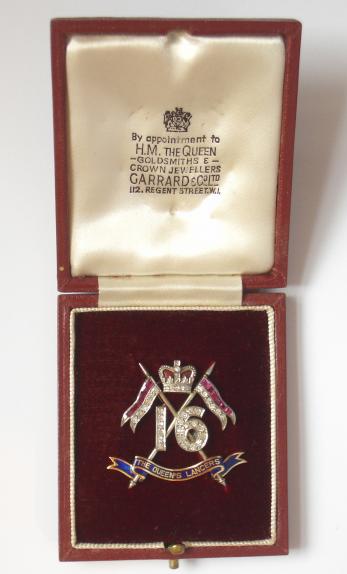 By appointment to
H.M. THE QUEEN
-GOLDSMITHS &-
CROWN JEWELLERS
GARRARD & Co LTD
112, REGENT STREET, W.1.
16
THE QUEEN'S LANCERS